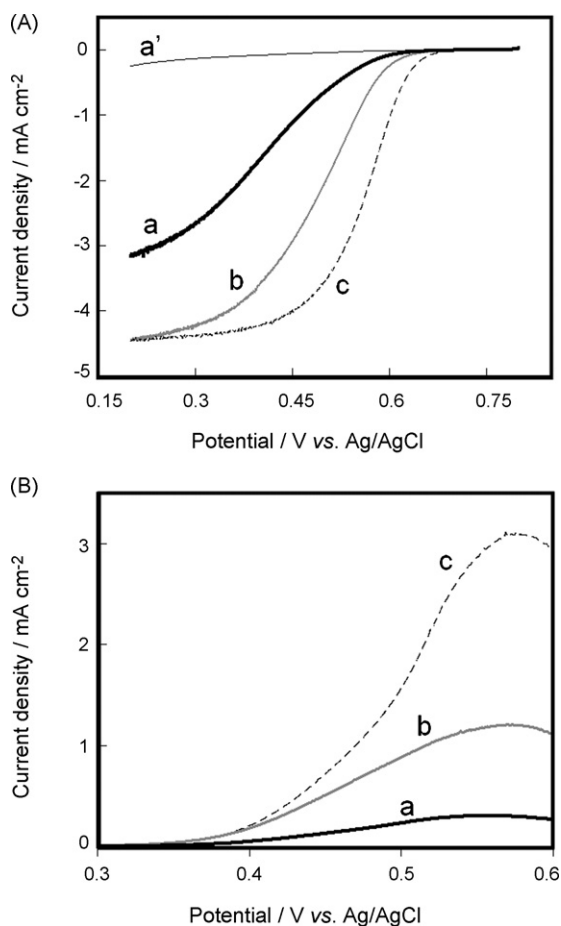 (A)
0
-1
-2
-3
-4
-5
Current density / mA cm-2
a'
a
b
c
0.15
0.3
0.45
0.6
0.75
Potential / V vs. Ag/AgCl
(B)
3
2
1
0
Current density / mA cm-2
c
b
a
0.3
0.4
0.5
0.6
Potential / V vs. Ag/AgCl